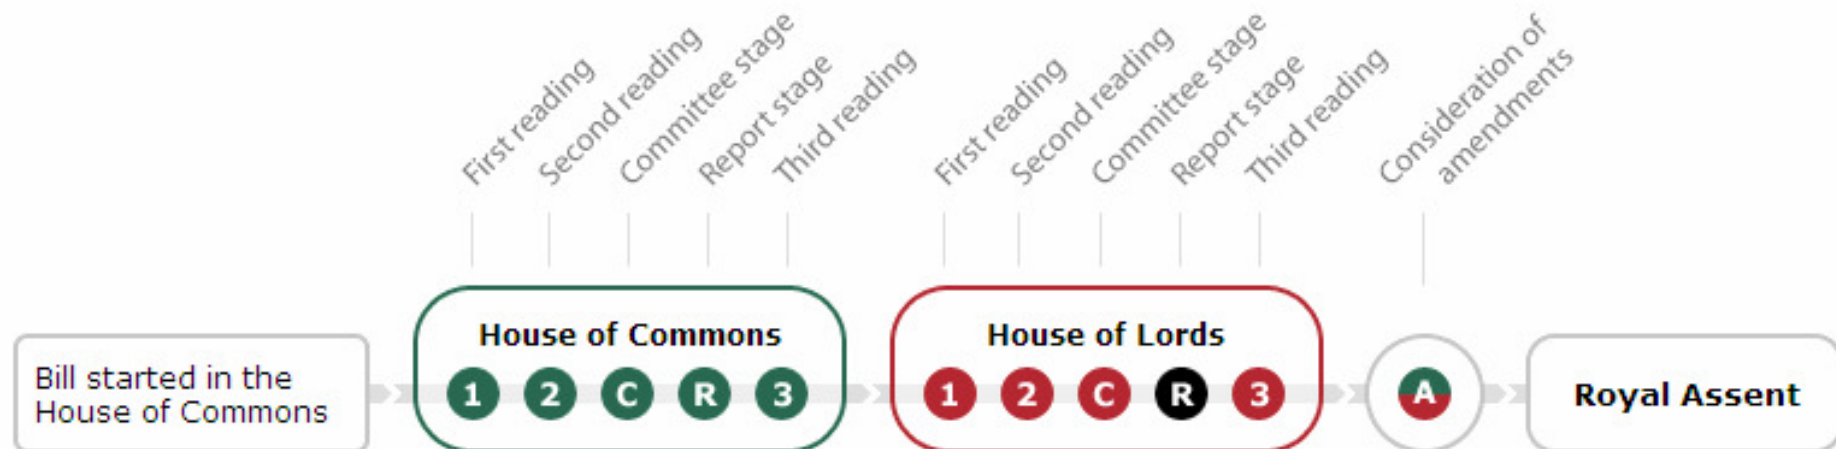 First reading
Second reading
Committee stage
Report stage
Third reading
First reading
Second reading
Committee stage
Report stage
Third reading
Consideration of
amendments
Bill started in the
House of Commons
House of Commons
1 2 C R 3
House of Lords
1 2 C R 3
A
Royal Assent